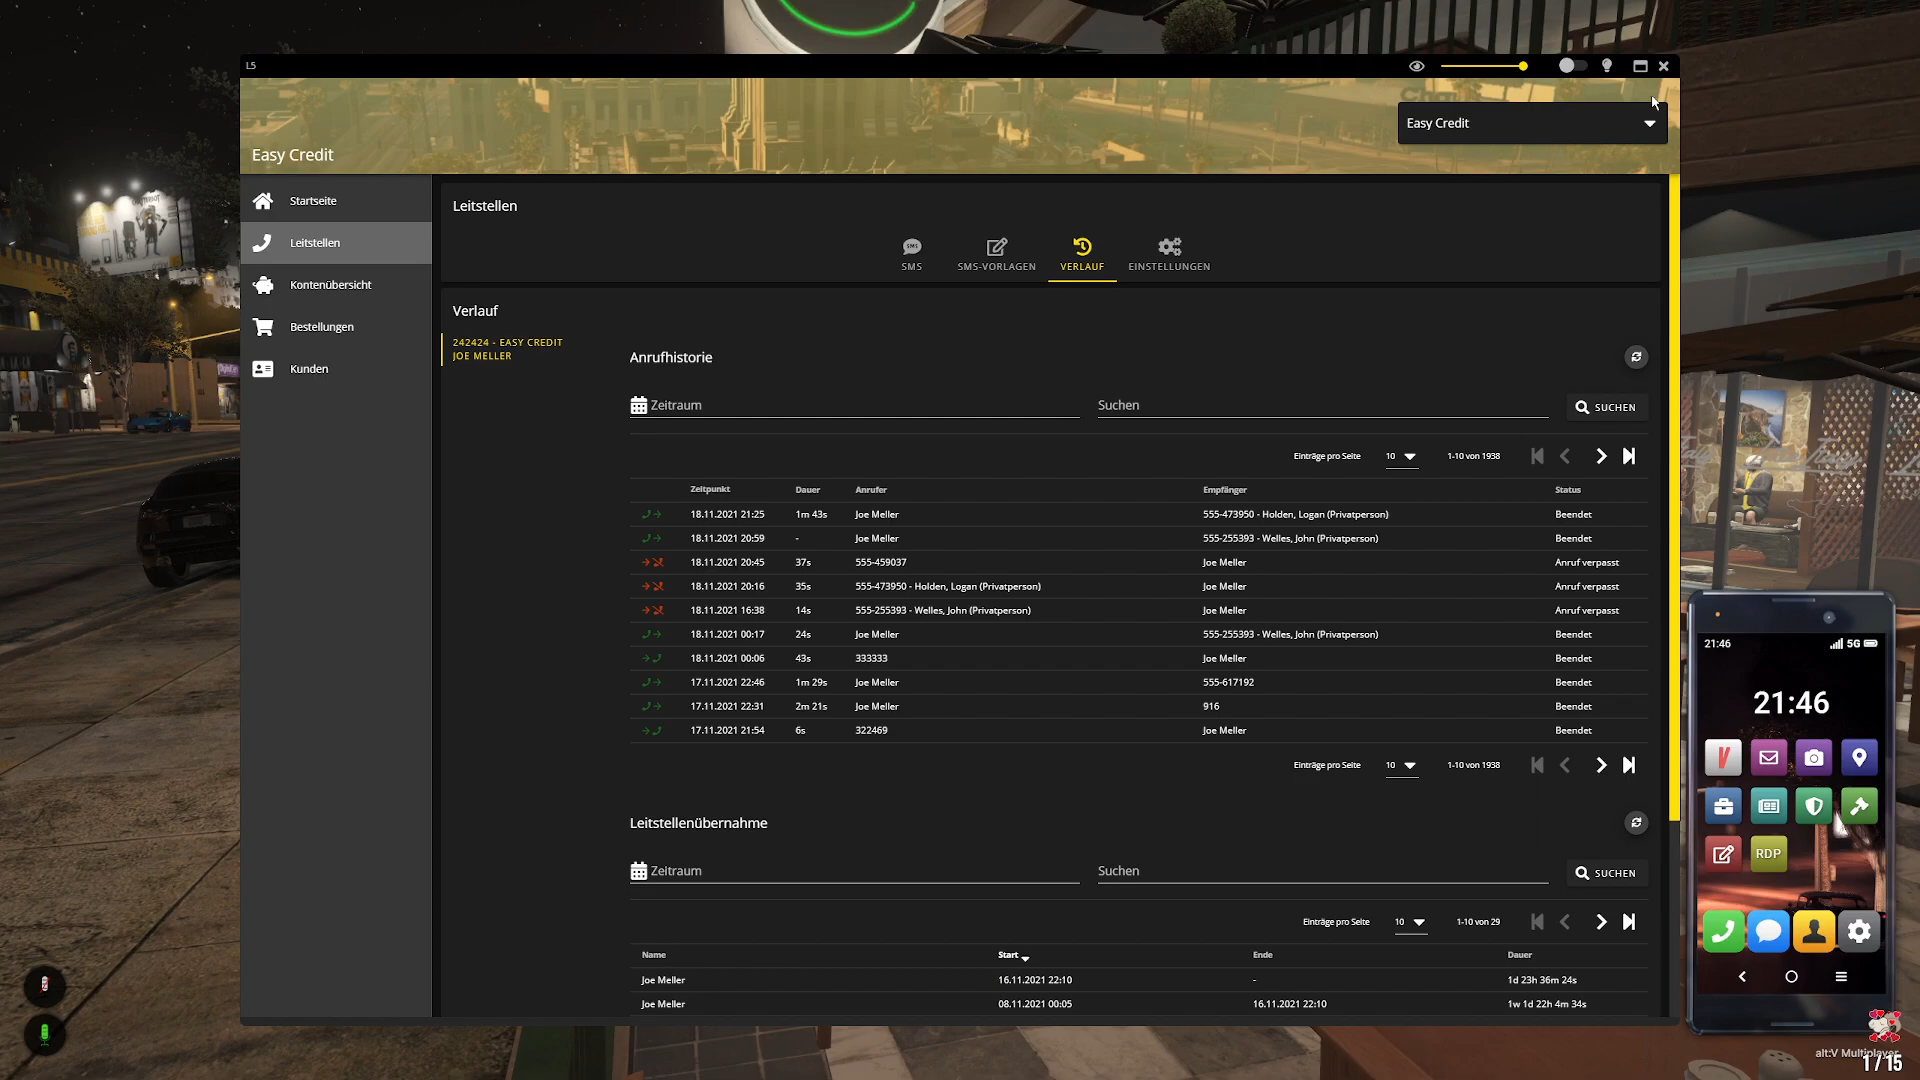 L5
Easy Credit
Easy Credit
Startseite
Leitstellen
Kontenübersicht
Bestellungen
Kunden
Leitstellen
SMS
SMS
SMS-VORLAGEN
VERLAUF
EINSTELLUNGEN
Verlauf
242424 - EASY CREDIT
JOE MELLER
Anrufhistorie
Zeitraum
Suchen
SUCHEN
Einträge pro Seite 10 1-10 von 1938
Zeitpunkt Dauer Anrufer Empfänger Status
18.11.2021 21:25 1m 43s Joe Meller 555-473950 - Holden, Logan (Privatperson) Beendet
18.11.2021 20:59 - Joe Meller 555-255393 - Welles, John (Privatperson) Beendet
18.11.2021 20:45 37s 555-459037 Joe Meller Anruf verpasst
18.11.2021 20:16 35s 555-473950 - Holden, Logan (Privatperson) Joe Meller Anruf verpasst
18.11.2021 16:38 14s 555-255393 - Welles, John (Privatperson) Joe Meller Anruf verpasst
18.11.2021 00:17 24s Joe Meller 555-255393 - Welles, John (Privatperson) Beendet
18.11.2021 00:06 43s 333333 Joe Meller Beendet
17.11.2021 22:46 1m 29s Joe Meller 555-617192 Beendet
17.11.2021 22:31 2m 21s Joe Meller 916 Beendet
17.11.2021 21:54 6s 322469 Joe Meller Beendet
Einträge pro Seite 10 1-10 von 1938
Leitstellenübernahme
Zeitraum
Suchen
SUCHEN
Einträge pro Seite 10 1-10 von 29
Name Start Ende Dauer
Joe Meller 16.11.2021 22:10 - 1d 23h 36m 24s
Joe Meller 08.11.2021 00:05 16.11.2021 22:10 1w 1d 22h 4m 34s
21:46 5G
21:46
RDP
alt:V Multiplayer
1 / 15